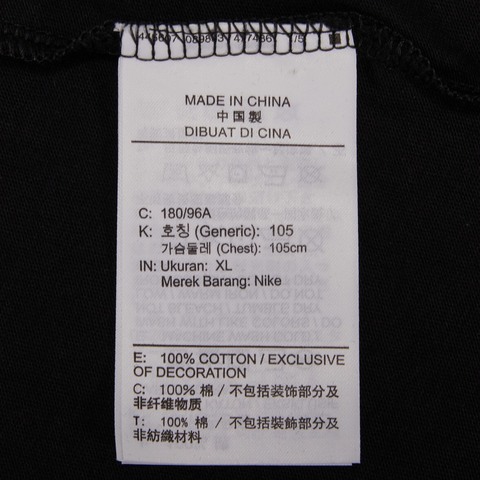 MADE IN CHINA
中国製
DIBUAT DI CINA
C: 180/96A
K: 호칭 (Generic): 105
가슴둘레 (Chest): 105cm
IN: Ukuran: XL
Merek Barang: Nike
E: 100% COTTON / EXCLUSIVE
OF DECORATION
C: 100% 棉 / 不包括装饰部分及
非纤维物质
T: 100% 棉 / 不包括裝飾部分及
非紡織材料